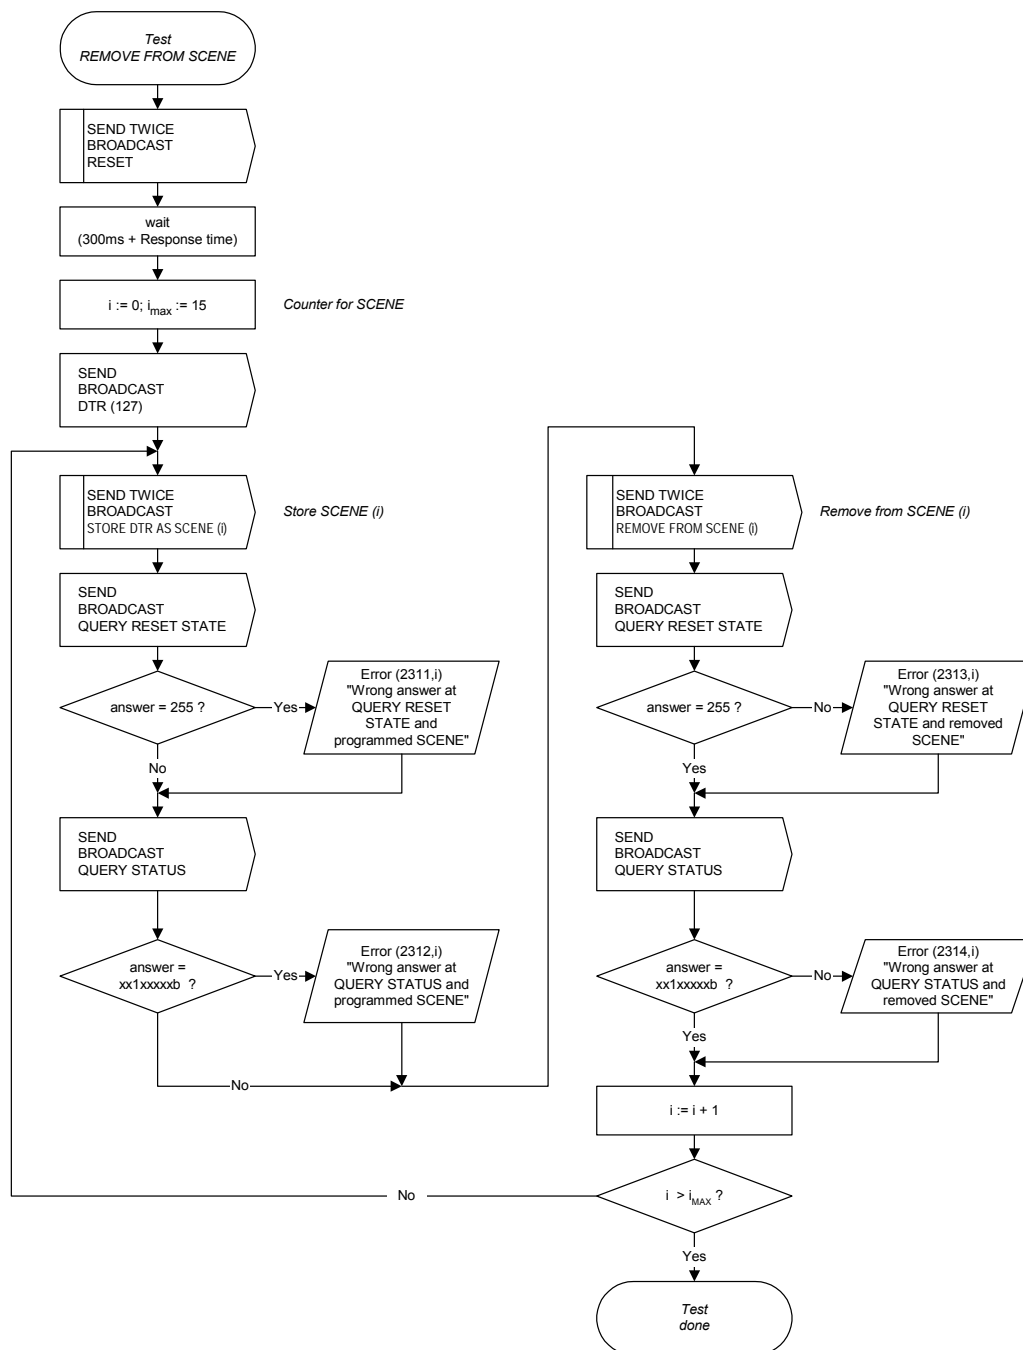 Test
REMOVE FROM SCENE
SEND TWICE
BROADCAST
RESET
wait
(300ms + Response time)
i := 0; imax := 15
Counter for SCENE
SEND
BROADCAST
DTR (127)
SEND TWICE
BROADCAST
STORE DTR AS SCENE (i)
Store SCENE (i)
SEND
BROADCAST
QUERY RESET STATE
answer = 255 ?
Yes
Error (2311,i)
"Wrong answer at
QUERY RESET
STATE and
programmed SCENE"
No
SEND
BROADCAST
QUERY STATUS
answer =
xx1xxxxxb ?
Yes
Error (2312,i)
"Wrong answer at
QUERY STATUS and
programmed SCENE"
No
SEND TWICE
BROADCAST
REMOVE FROM SCENE (i)
Remove from SCENE (i)
SEND
BROADCAST
QUERY RESET STATE
answer = 255 ?
No
Error (2313,i)
"Wrong answer at
QUERY RESET
STATE and removed
SCENE"
Yes
SEND
BROADCAST
QUERY STATUS
answer =
xx1xxxxxb ?
No
Error (2314,i)
"Wrong answer at
QUERY STATUS and
removed SCENE"
Yes
i := i + 1
i > iMAX ?
No
Yes
Test
done